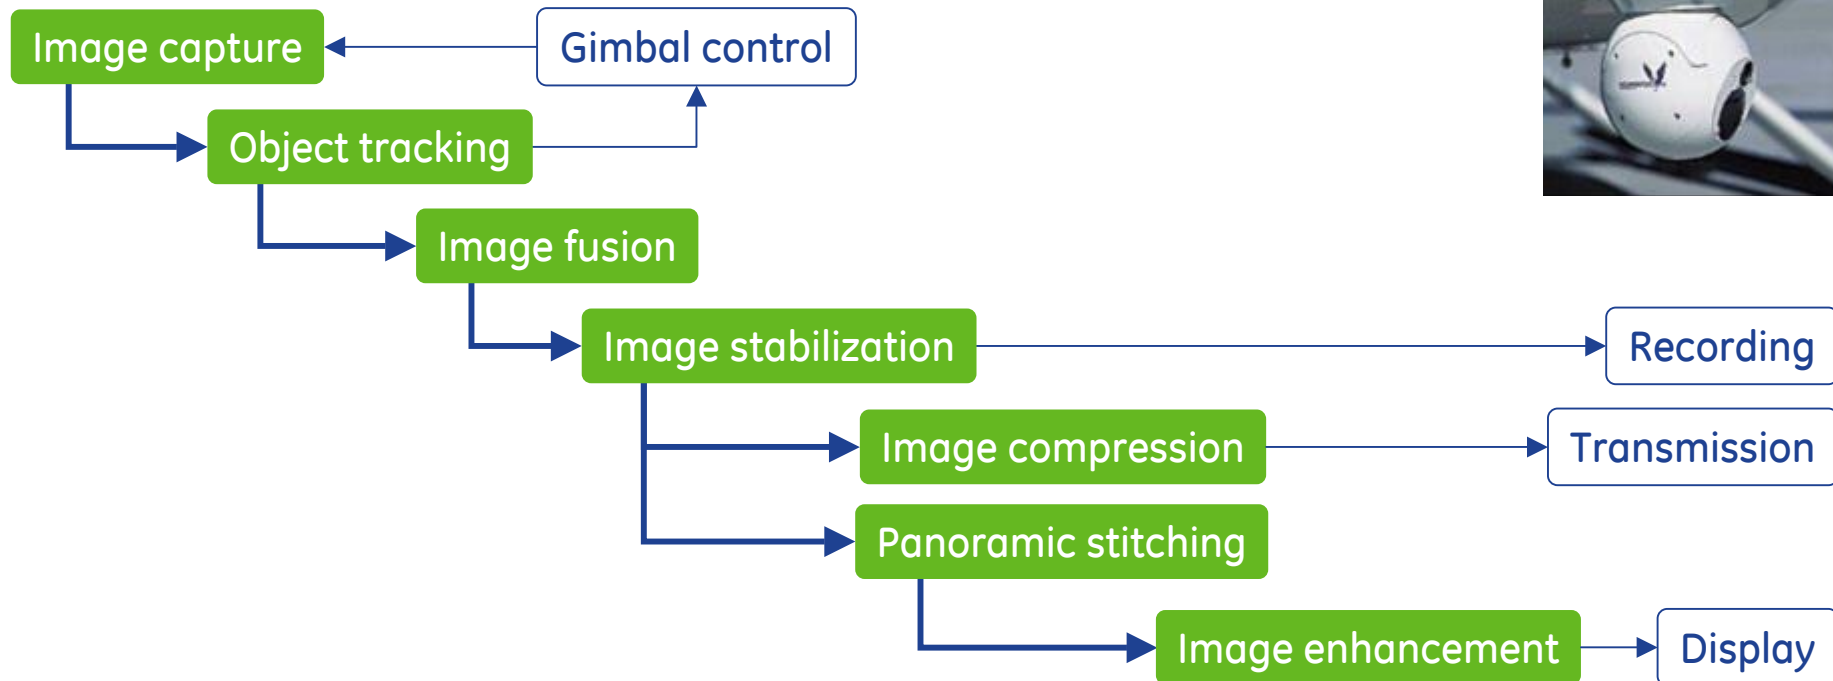 Image capture
Gimbal control
Object tracking
Image fusion
Image stabilization
Recording
Image compression
Transmission
Panoramic stitching
Image enhancement
Display